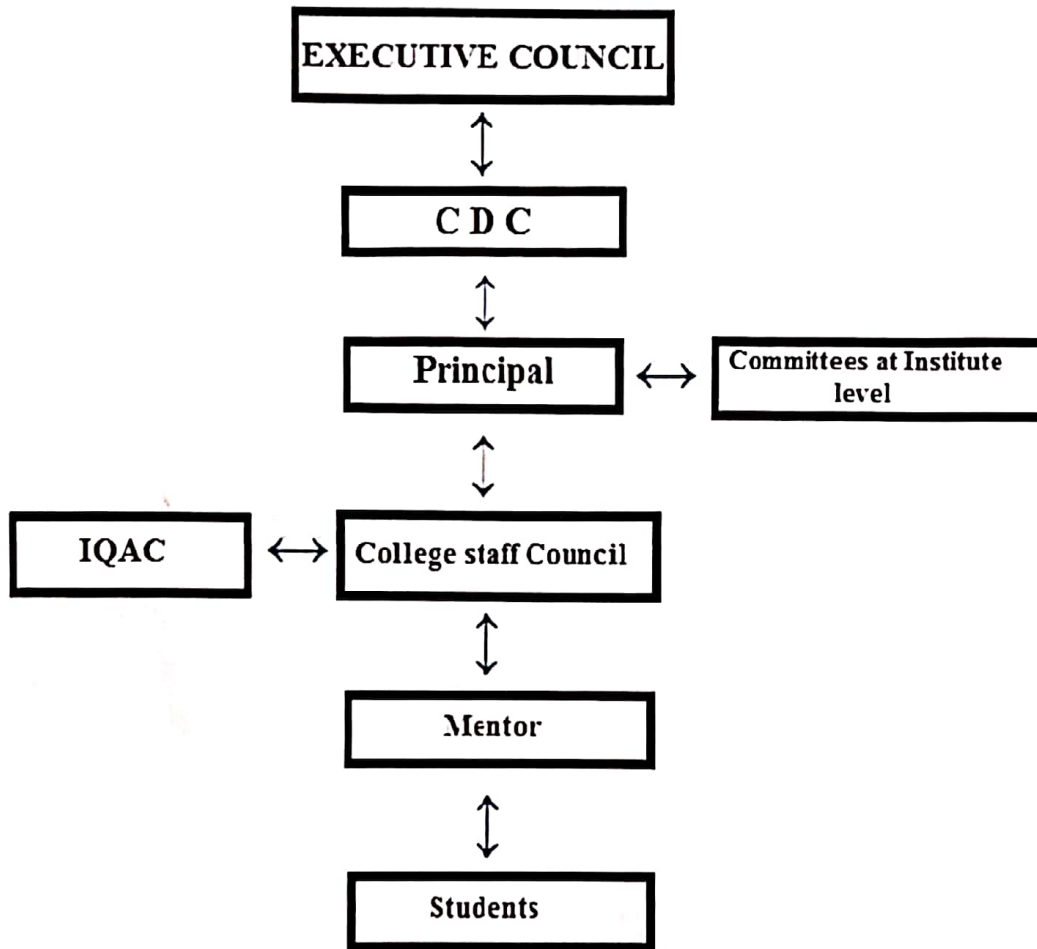 EXECUTIVE COUNCIL
C D C
Principal
Committees at Institute
level
IQAC
College staff Council
Mentor
Students